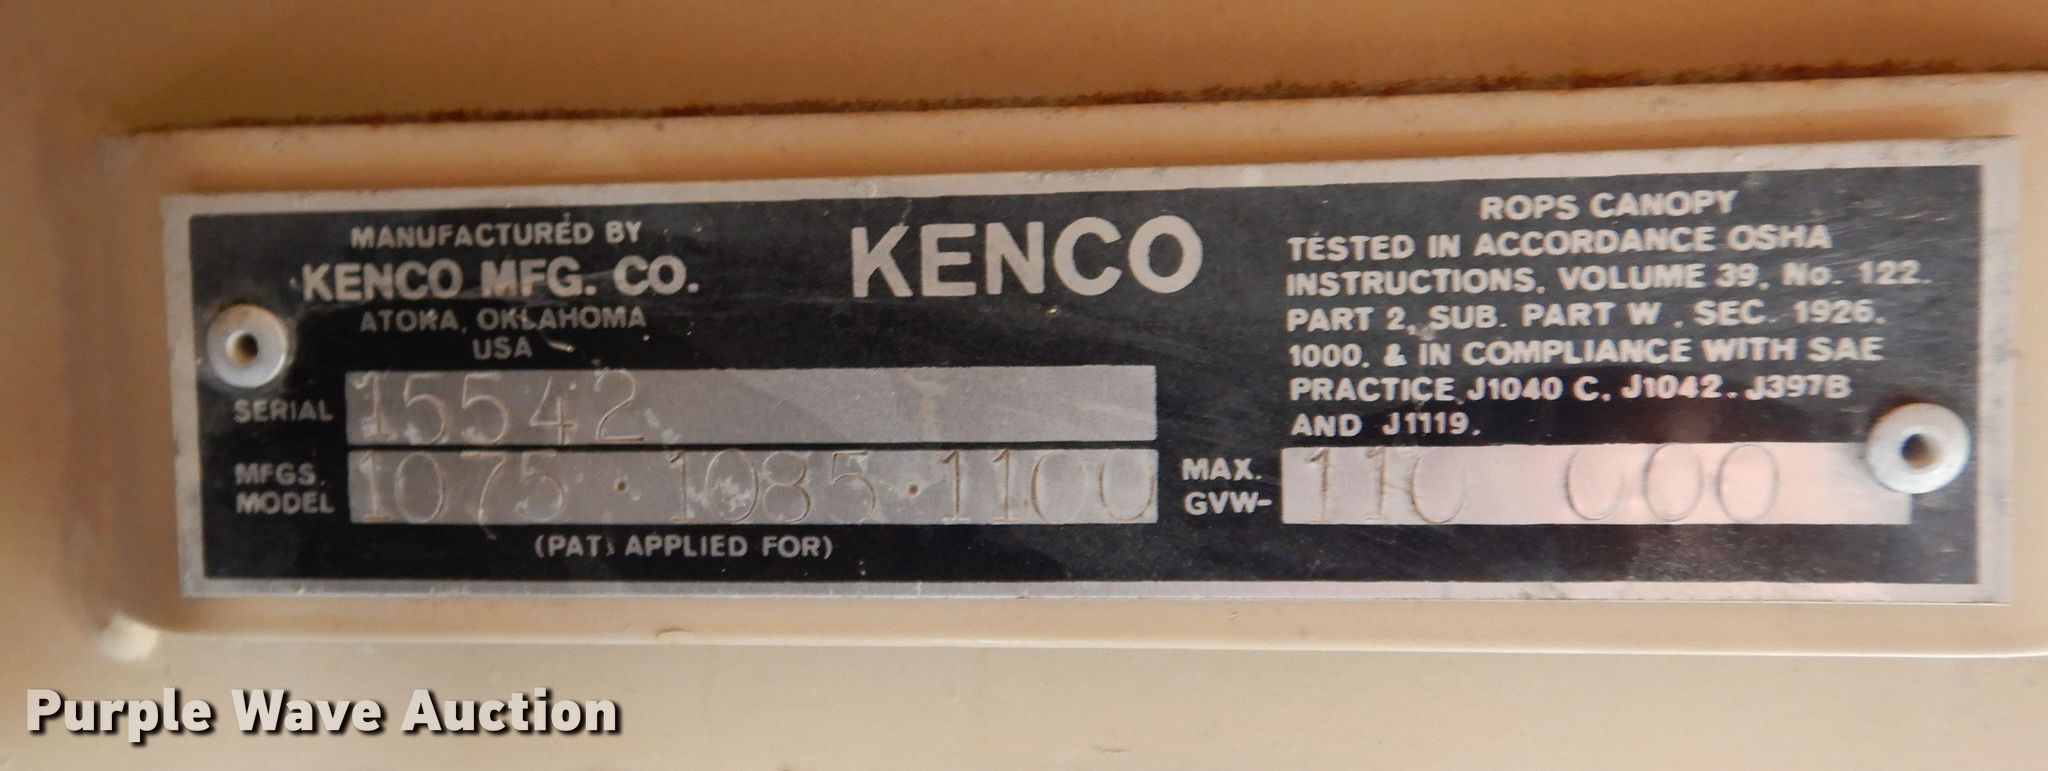 MANUFACTURED BY
KENCO MFG. CO.
ATOKA, OKLAHOMA
USA
SERIAL 15542
MFGS. MODEL 1075 · 1085 · 1100
(PAT. APPLIED FOR)
KENCO
ROPS CANOPY
TESTED IN ACCORDANCE OSHA
INSTRUCTIONS, VOLUME 39, No. 122.
PART 2, SUB. PART W, SEC. 1926.
1000, & IN COMPLIANCE WITH SAE
PRACTICE J1040 C, J1042, J397B
AND J1119.
MAX. GVW- 110 000
Purple Wave Auction